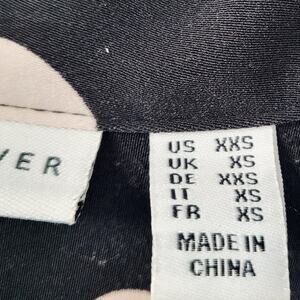 VER
US XXS
UK XS
DE XXS
IT XS
FR XS
MADE IN
CHINA